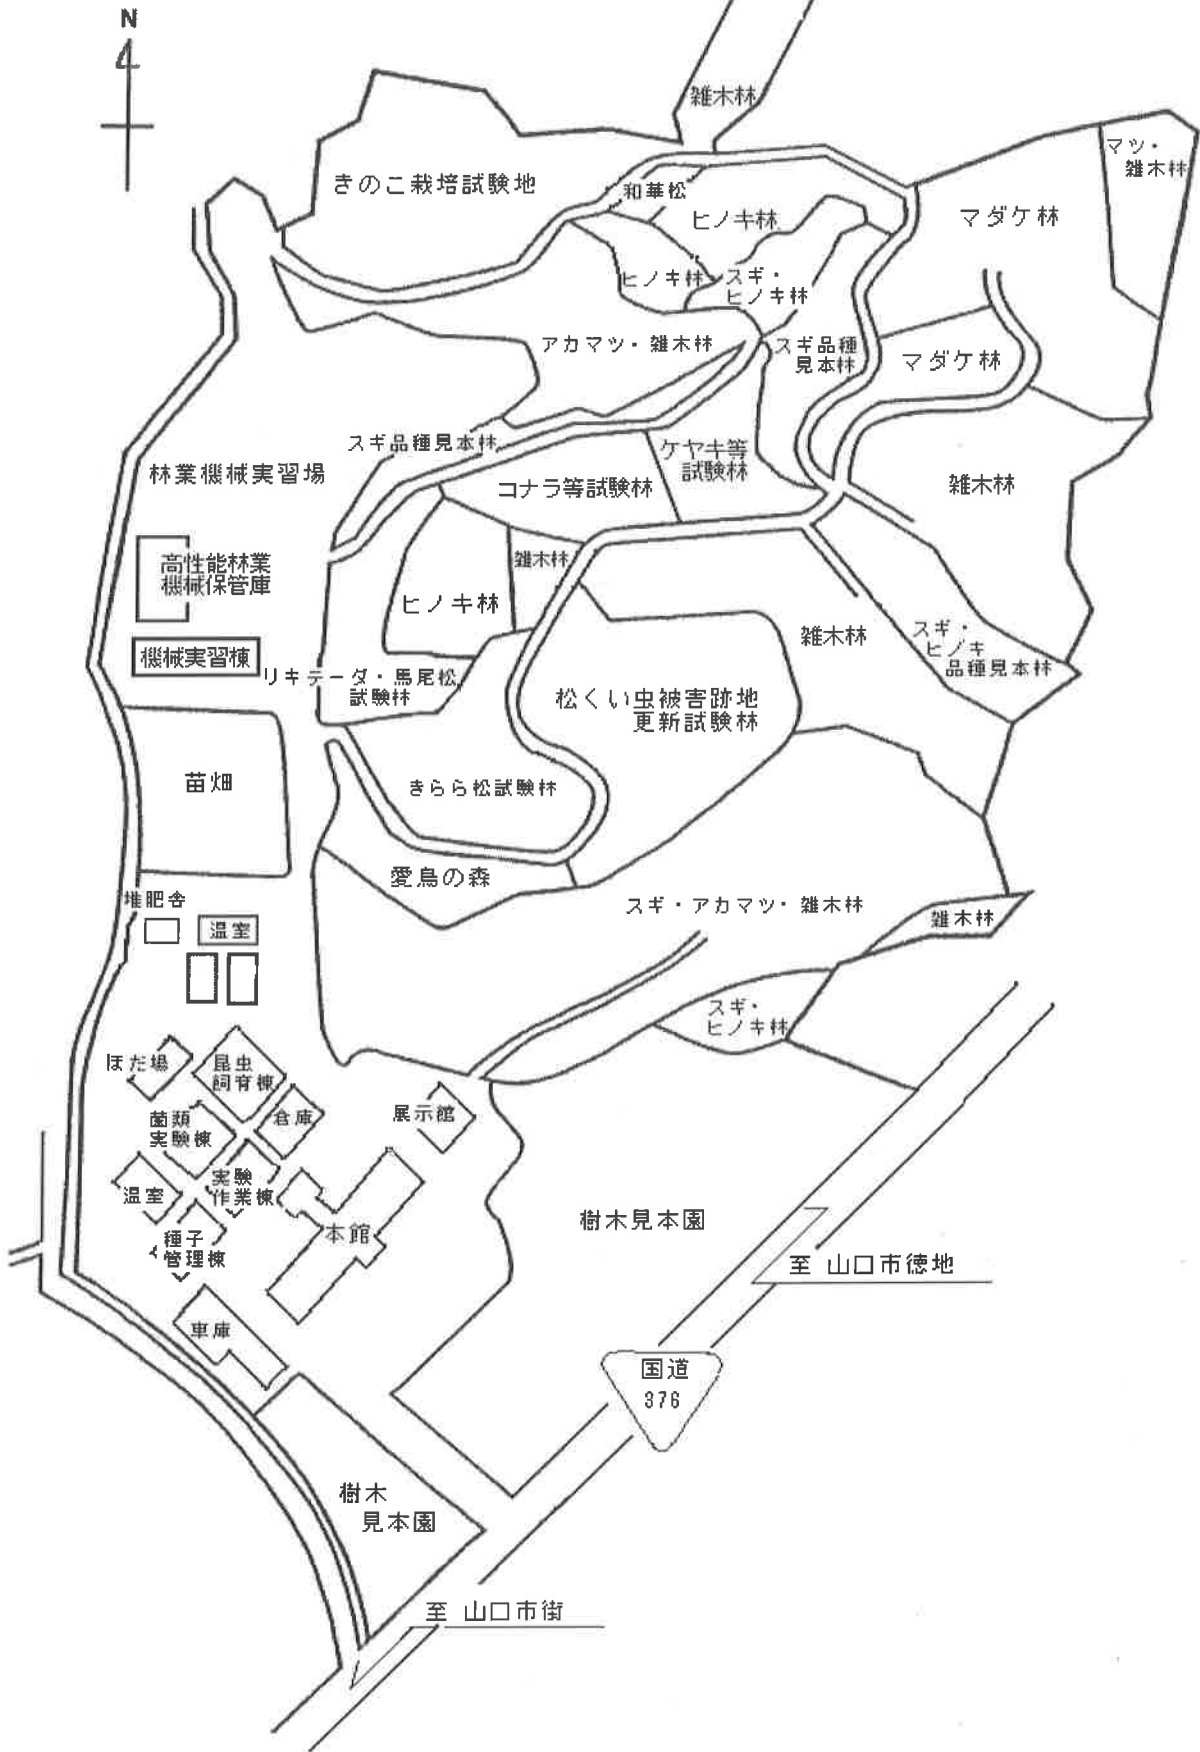 N
雑木林
マツ・
雑木林
きのこ栽培試験地
和華松
ヒノキ林
マダケ林
ヒノキ林
スギ・
ヒノキ林
アカマツ・雑木林
スギ品種
見本林
マダケ林
スギ品種見本林
ケヤキ等
試験林
林業機械実習場
コナラ等試験林
雑木林
高性能林業
機械保管庫
雑木林
ヒノキ林
雑木林
スギ・
ヒノキ
品種見本林
機械実習棟
リキテーダ・馬尾松
試験林
松くい虫被害跡地
更新試験林
苗畑
きらら松試験林
愛鳥の森
堆肥舎
温室
スギ・アカマツ・雑木林
雑木林
スギ・
ヒノキ林
ほだ場
昆虫
飼育棟
菌類
実験棟
倉庫
展示館
温室
実験
作業棟
種子
管理棟
本館
樹木見本園
至 山口市徳地
車庫
国道
376
樹木
見本園
至 山口市街